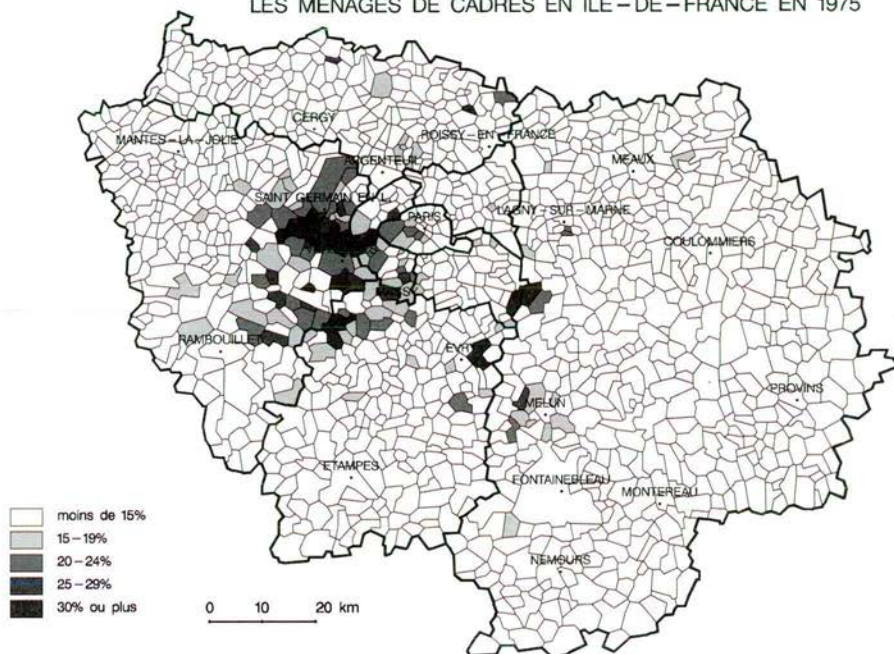 LES MENAGES DE CADRES EN ILE-DE-FRANCE EN 1975
CERGY
MANTES-LA-JOLIE
ROISSY-EN-FRANCE
ARGENTEUIL
MEAUX
SAINT GERMAIN EN L.
PARIS
LAGNY-SUR-MARNE
COULOMMIERS
RAMBOUILLET
EVRY
PROVINS
MELUN
ETAMPES
FONTAINEBLEAU
MONTEREAU
NEMOURS
moins de 15%
15-19%
20-24%
25-29%
30% ou plus
0 10 20 km